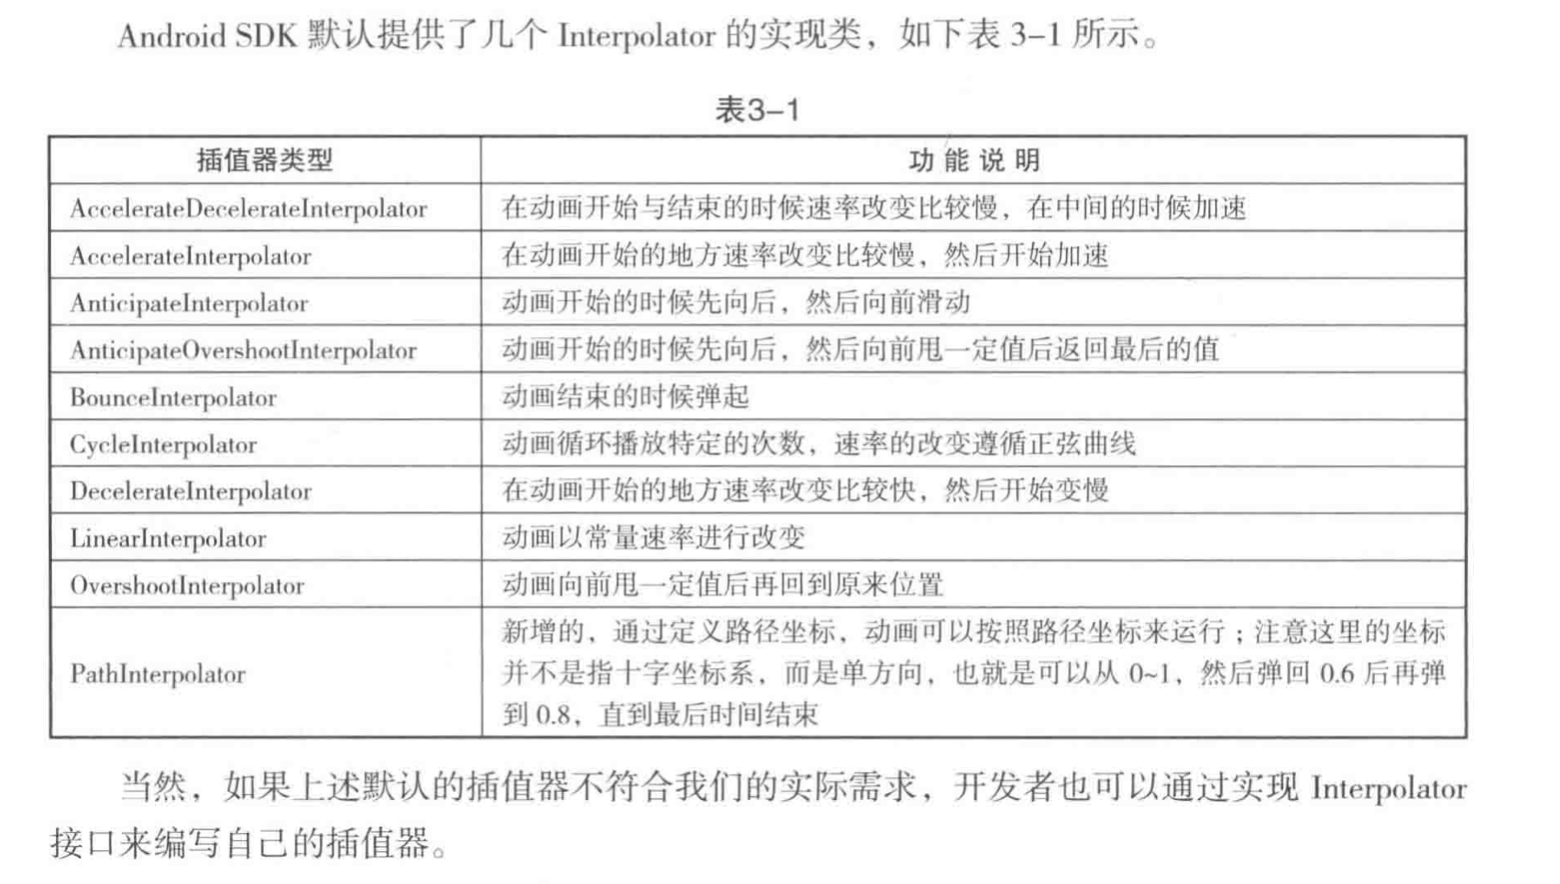 Android SDK 默认提供了几个 Interpolator 的实现类，如下表 3-1 所示。
表3-1
插值器类型 功能说明
AccelerateDecelerateInterpolator 在动画开始与结束的时候速率改变比较慢，在中间的时候加速
AccelerateInterpolator 在动画开始的地方速率改变比较慢，然后开始加速
AnticipateInterpolator 动画开始的时候先向后，然后向前滑动
AnticipateOvershootInterpolator 动画开始的时候先向后，然后向前甩一定值后返回最后的值
BounceInterpolator 动画结束的时候弹起
CycleInterpolator 动画循环播放特定的次数，速率的改变遵循正弦曲线
DecelerateInterpolator 在动画开始的地方速率改变比较快，然后开始变慢
LinearInterpolator 动画以常量速率进行改变
OvershootInterpolator 动画向前甩一定值后再回到原来位置
PathInterpolator 新增的，通过定义路径坐标，动画可以按照路径坐标来运行；注意这里的坐标
并不是指十字坐标系，而是单方向，也就是可以从 0~1，然后弹回 0.6 后再弹
到 0.8，直到最后时间结束
当然，如果上述默认的插值器不符合我们的实际需求，开发者也可以通过实现 Interpolator
接口来编写自己的插值器。